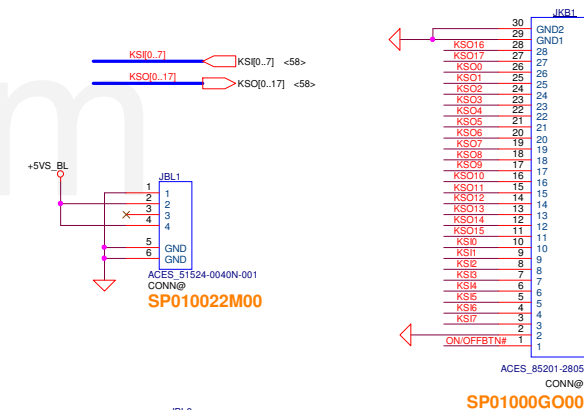 KSI[0..7] KSI[0..7] <58>
KSO[0..17] KSO[0..17] <58>
+5VS_BL
JBL1
1 1
2 2
3 3
4 4
5 GND
6 GND
ACES_51524-0040N-001
CONN@
SP010022M00
JKB1
30 GND2
29 GND1
KSO16 28 28
KSO17 27 27
KSO0 26 26
KSO1 25 25
KSO2 24 24
KSO3 23 23
KSO4 22 22
KSO5 21 21
KSO6 20 20
KSO7 19 19
KSO8 18 18
KSO9 17 17
KSO10 16 16
KSO11 15 15
KSO12 14 14
KSO13 13 13
KSO14 12 12
KSO15 11 11
KSI0 10 10
KSI1 9 9
KSI2 8 8
KSI3 7 7
KSI4 6 6
KSI5 5 5
KSI6 4 4
KSI7 3 3
2 2
ON/OFFBTN# 1 1
ACES_85201-2805
CONN@
SP01000GO00